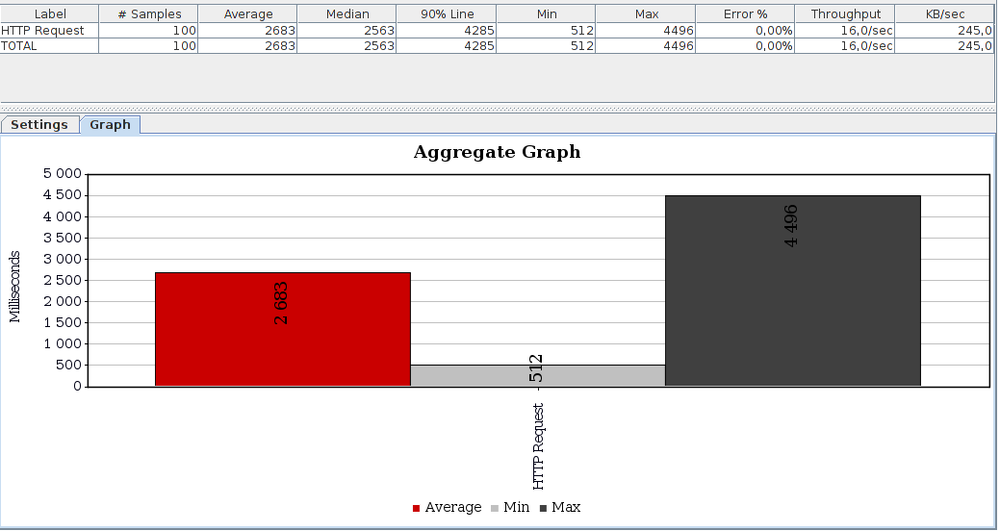 Label # Samples Average Median 90% Line Min Max Error % Throughput KB/sec
HTTP Request 100 2683 2563 4285 512 4496 0,00% 16,0/sec 245,0
TOTAL 100 2683 2563 4285 512 4496 0,00% 16,0/sec 245,0
Settings Graph
Aggregate Graph
Milliseconds
5 000
4 500
4 000
3 500
3 000
2 500
2 000
1 500
1 000
500
0
2 683
512
4 496
HTTP Request
Average Min Max